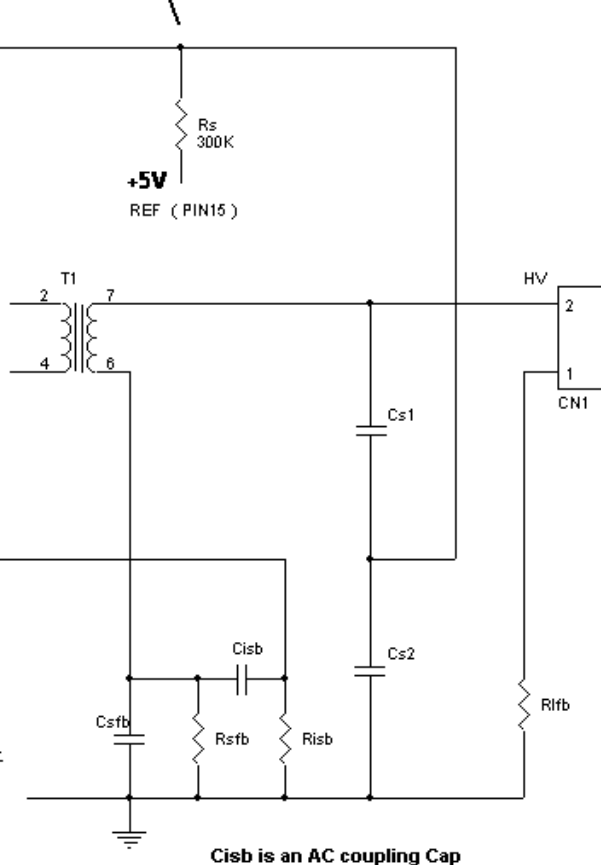 Rs
300K
+5V
REF ( PIN15 )
T1
HV
2
7
2
4
6
1
CN1
Cs1
Cisb
Cs2
Csfb
Rsfb
Risb
Rlfb
Cisb is an AC coupling Cap